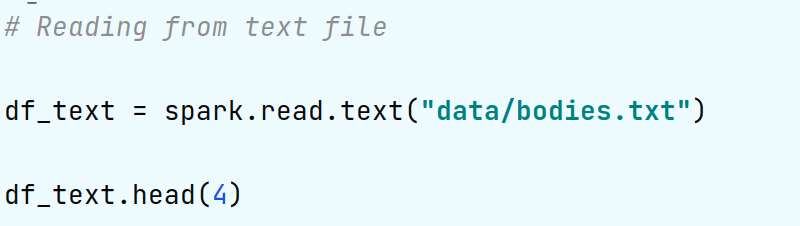 # Reading from text file
df_text = spark.read.text("data/bodies.txt")
df_text.head(4)